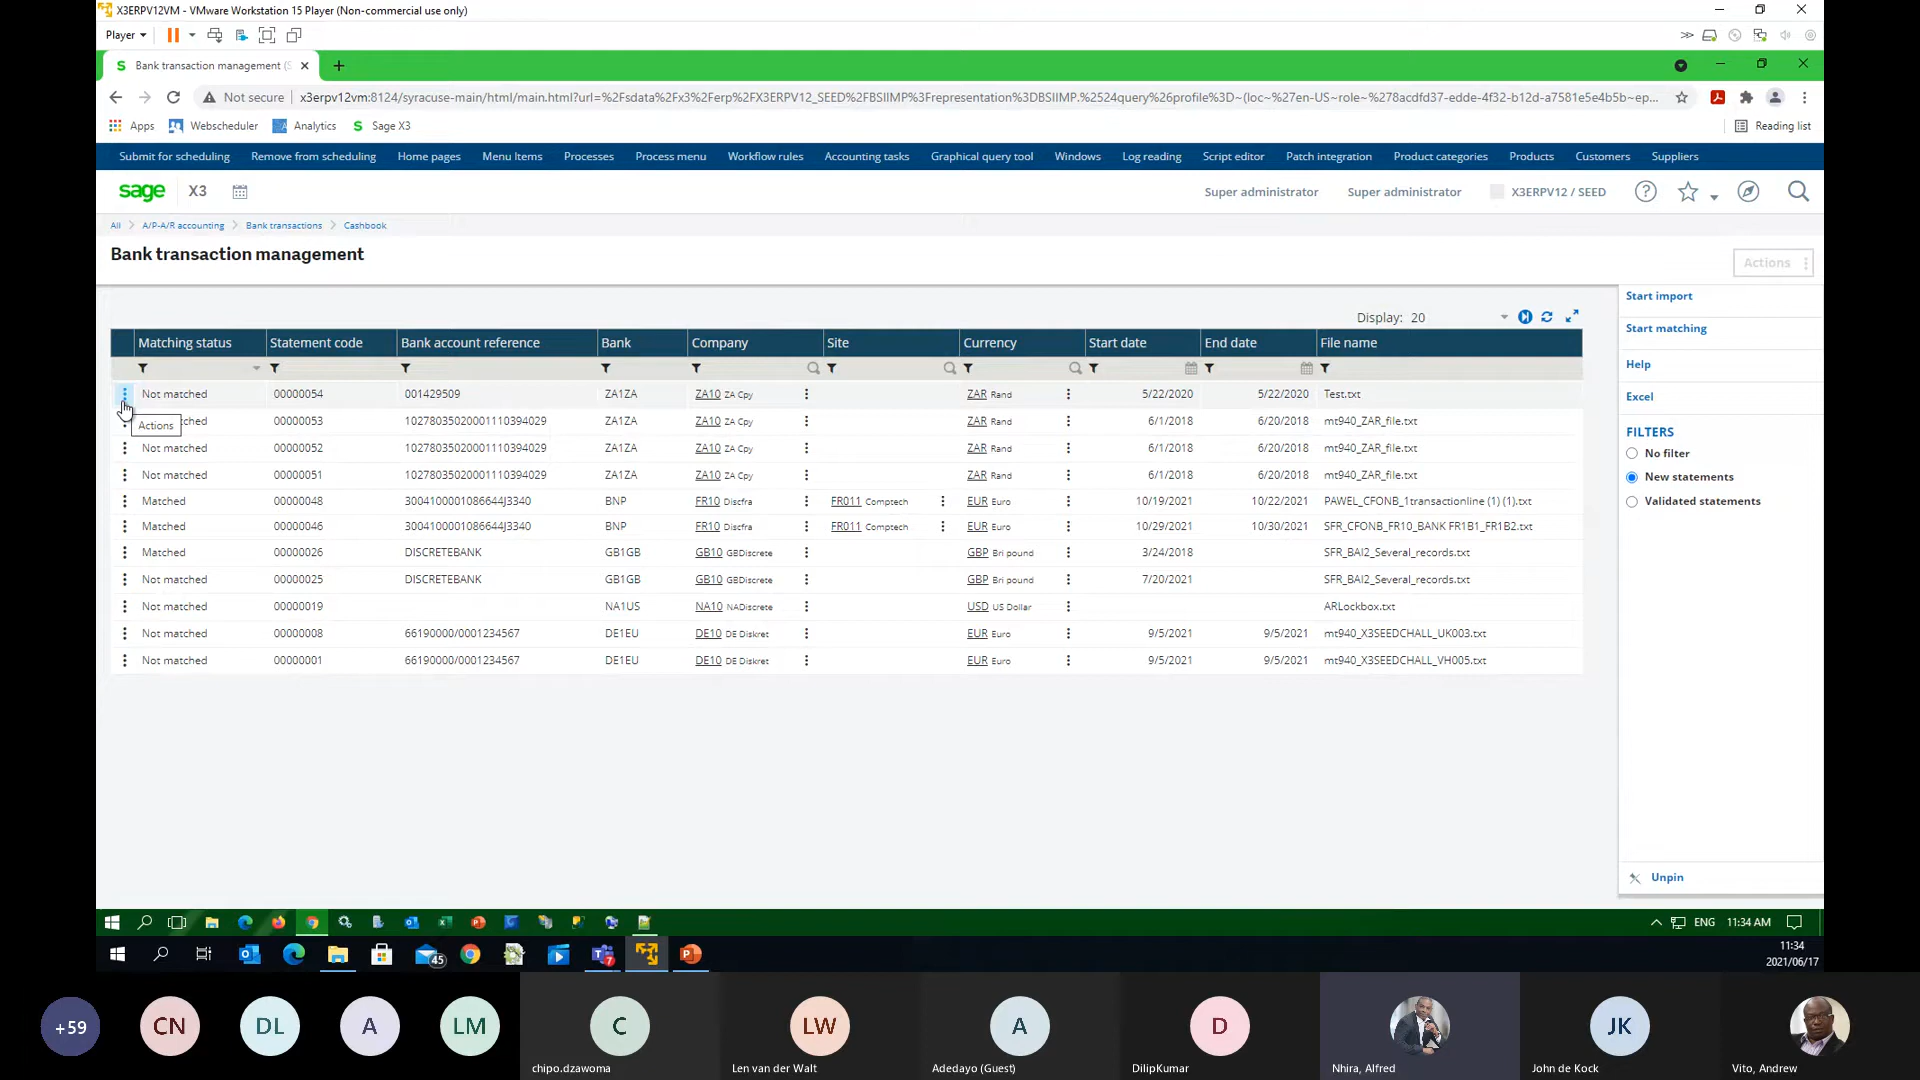 X3ERPV12VM - VMware Workstation 15 Player (Non-commercial use only)
Player
Bank transaction management (S
Not secure x3erpv12vm:8124/syracuse-main/html/main.html?url=%2Fsdata%2Fx3%2Ferp%2FX3ERPV12_SEED%2FBSIIMP%3Frepresentation%3DBSIIMP.%2524query%26profile%3D~(loc~%27en-US~role~%278acdfd37-edde-4f32-b12d-a7581e5e4b5b~ep...
Apps Webscheduler Analytics Sage X3 Reading list
Submit for scheduling Remove from scheduling Home pages Menu Items Processes Process menu Workflow rules Accounting tasks Graphical query tool Windows Log reading Script editor Patch integration Product categories Products Customers Suppliers
sage X3 Super administrator Super administrator X3ERPV12 / SEED
All A/P-A/R accounting Bank transactions Cashbook
Bank transaction management
Actions
Display: 20
Matching status Statement code Bank account reference Bank Company Site Currency Start date End date File name
Not matched 00000054 001429509 ZA1ZA ZA10 ZA Cpy ZAR Rand 5/22/2020 5/22/2020 Test.txt
ched 00000053 10278035020001110394029 ZA1ZA ZA10 ZA Cpy ZAR Rand 6/1/2018 6/20/2018 mt940_ZAR_file.txt
Actions
Not matched 00000052 10278035020001110394029 ZA1ZA ZA10 ZA Cpy ZAR Rand 6/1/2018 6/20/2018 mt940_ZAR_file.txt
Not matched 00000051 10278035020001110394029 ZA1ZA ZA10 ZA Cpy ZAR Rand 6/1/2018 6/20/2018 mt940_ZAR_file.txt
Matched 00000048 3004100001086644J3340 BNP FR10 Discfra FR011 Comptech EUR Euro 10/19/2021 10/22/2021 PAWEL_CFONB_1transactionline (1) (1).txt
Matched 00000046 3004100001086644J3340 BNP FR10 Discfra FR011 Comptech EUR Euro 10/29/2021 10/30/2021 SFR_CFONB_FR10_BANK FR1B1_FR1B2.txt
Matched 00000026 DISCRETEBANK GB1GB GB10 GBDiscrete GBP Bri pound 3/24/2018 SFR_BAI2_Several_records.txt
Not matched 00000025 DISCRETEBANK GB1GB GB10 GBDiscrete GBP Bri pound 7/20/2021 SFR_BAI2_Several_records.txt
Not matched 00000019 NA1US NA10 NADiscrete USD US Dollar ARLockbox.txt
Not matched 00000008 66190000/0001234567 DE1EU DE10 DE Diskret EUR Euro 9/5/2021 9/5/2021 mt940_X3SEEDCHALL_UK003.txt
Not matched 00000001 66190000/0001234567 DE1EU DE10 DE Diskret EUR Euro 9/5/2021 9/5/2021 mt940_X3SEEDCHALL_VH005.txt
Start import
Start matching
Help
Excel
FILTERS
No filter
New statements
Validated statements
Unpin
ENG 11:34 AM
45 7 11:34
2021/06/17
+59 CN DL A LM C LW A D JK
chipo.dzawoma Len van der Walt Adedayo (Guest) DilipKumar Nhira, Alfred John de Kock Vito, Andrew